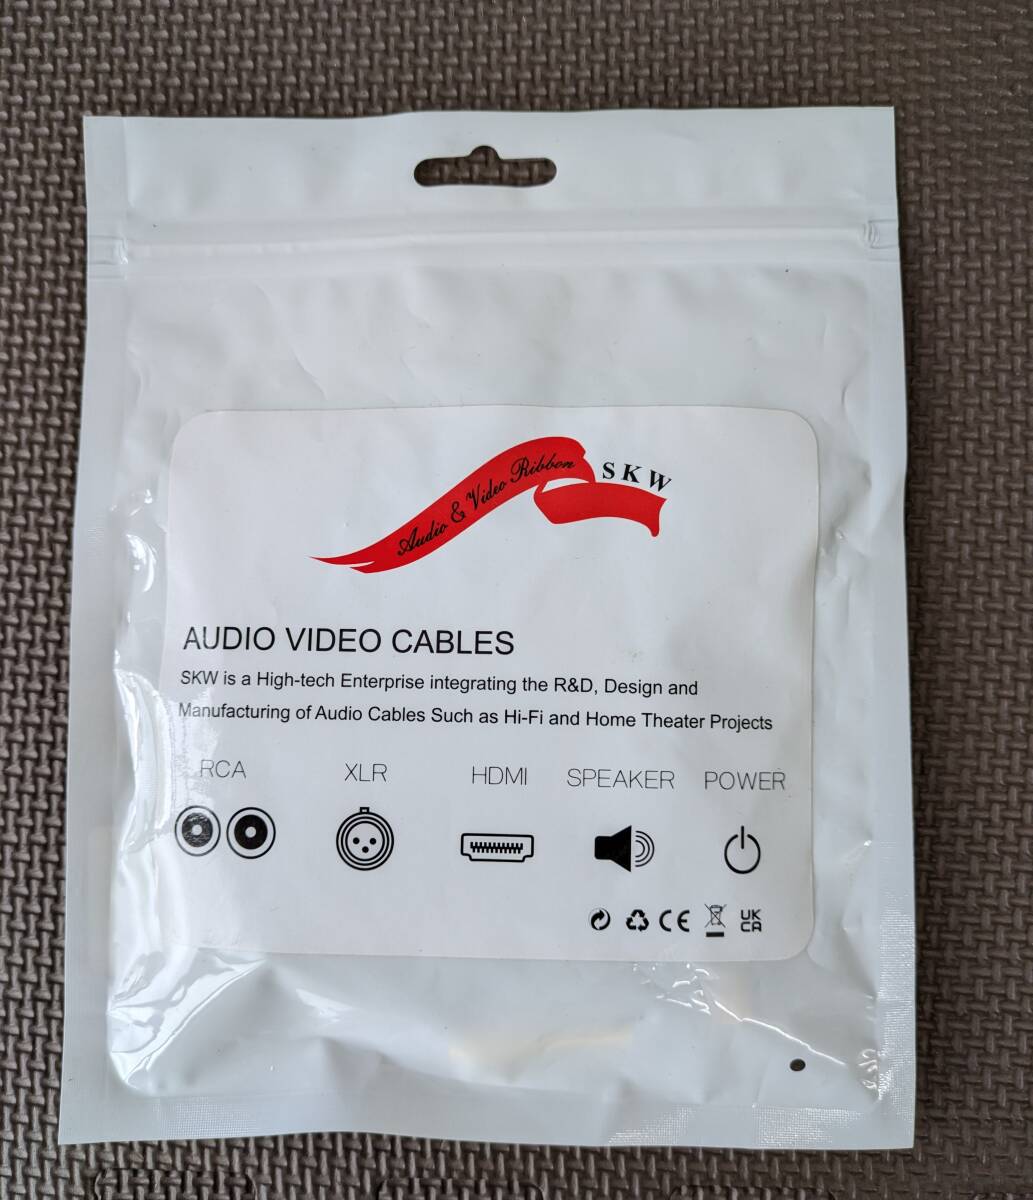 Audio & Video Ribbon SKW
AUDIO VIDEO CABLES
SKW is a High-tech Enterprise integrating the R&D, Design and
Manufacturing of Audio Cables Such as Hi-Fi and Home Theater Projects
RCA XLR HDMI SPEAKER POWER
CE UK
CA